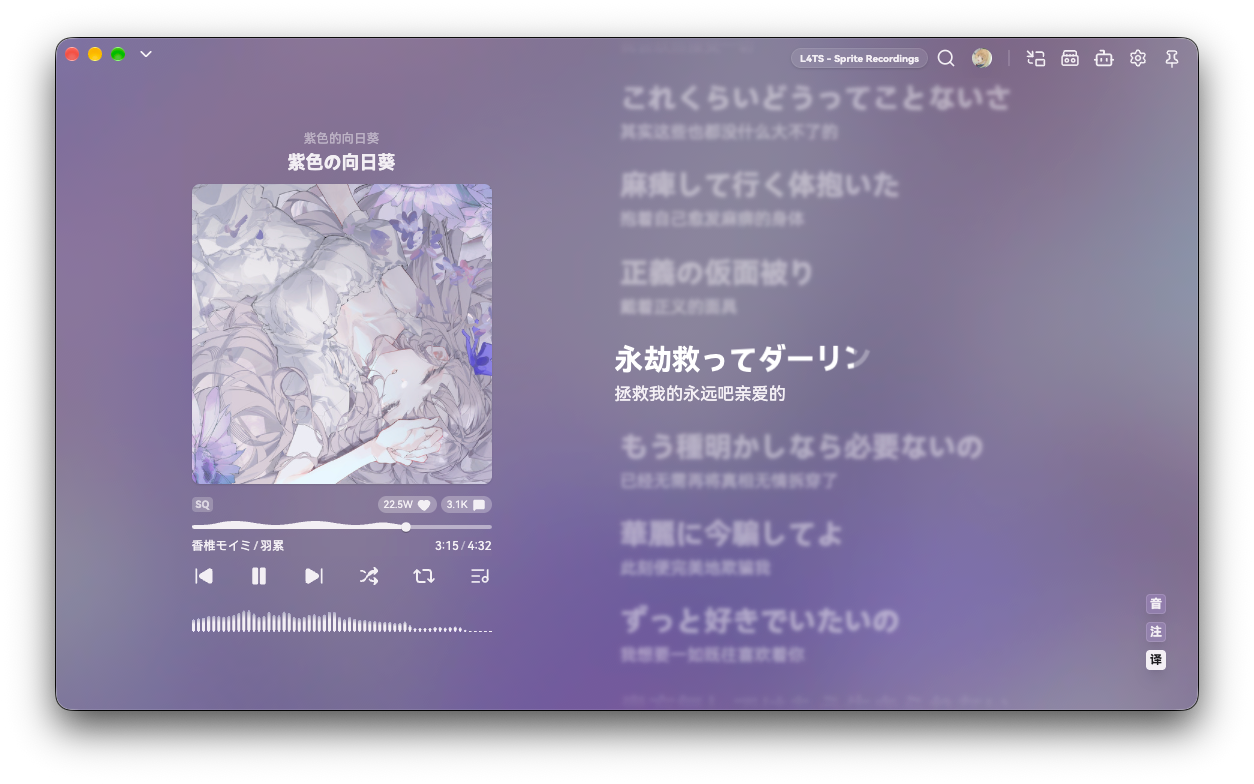 L4TS - Sprite Recordings
紫色的向日葵
紫色の向日葵
SQ
22.5W
3.1K
香椎モイミ / 羽累
3:15 / 4:32
これくらいどうってことないさ
其实这些也都没什么大不了的
麻痺して行く体抱いた
抱着自己愈发麻痹的身体
正義の仮面被り
戴着正义的面具
永劫救ってダーリン
拯救我的永远吧亲爱的
もう種明かしなら必要ないの
已经无需再将真相无情拆穿了
華麗に今騙してよ
此刻便完美地欺骗我
ずっと好きでいたいの
我想要一如既往喜欢着你
音
注
译